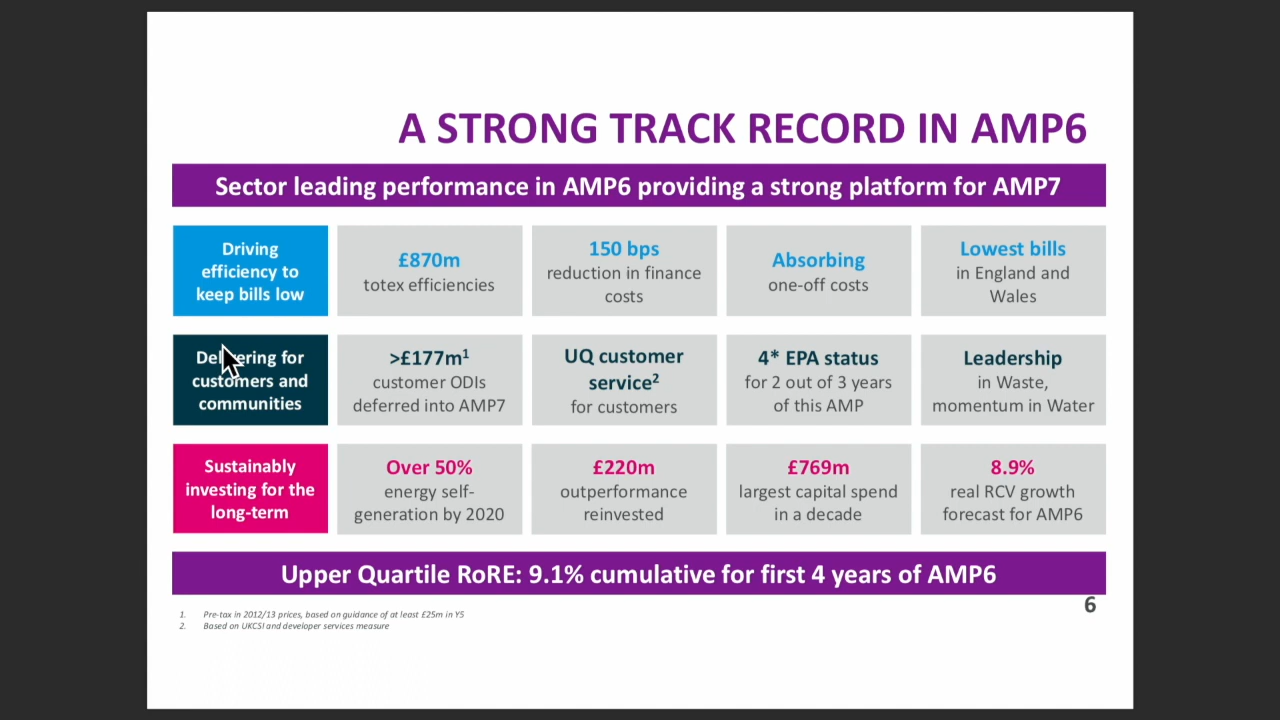 A STRONG TRACK RECORD IN AMP6
Sector leading performance in AMP6 providing a strong platform for AMP7
Driving
efficiency to
keep bills low
£870m
totex efficiencies
150 bps
reduction in finance
costs
Absorbing
one-off costs
Lowest bills
in England and
Wales
Delivering for
customers and
communities
>£177m¹
customer ODIs
deferred into AMP7
UQ customer
service²
for customers
4* EPA status
for 2 out of 3 years
of this AMP
Leadership
in Waste,
momentum in Water
Sustainably
investing for the
long-term
Over 50%
energy self-
generation by 2020
£220m
outperformance
reinvested
£769m
largest capital spend
in a decade
8.9%
real RCV growth
forecast for AMP6
Upper Quartile RoRE: 9.1% cumulative for first 4 years of AMP6
6
1. Pre-tax in 2012/13 prices, based on guidance of at least £25m in Y5
2. Based on UKCSI and developer services measure